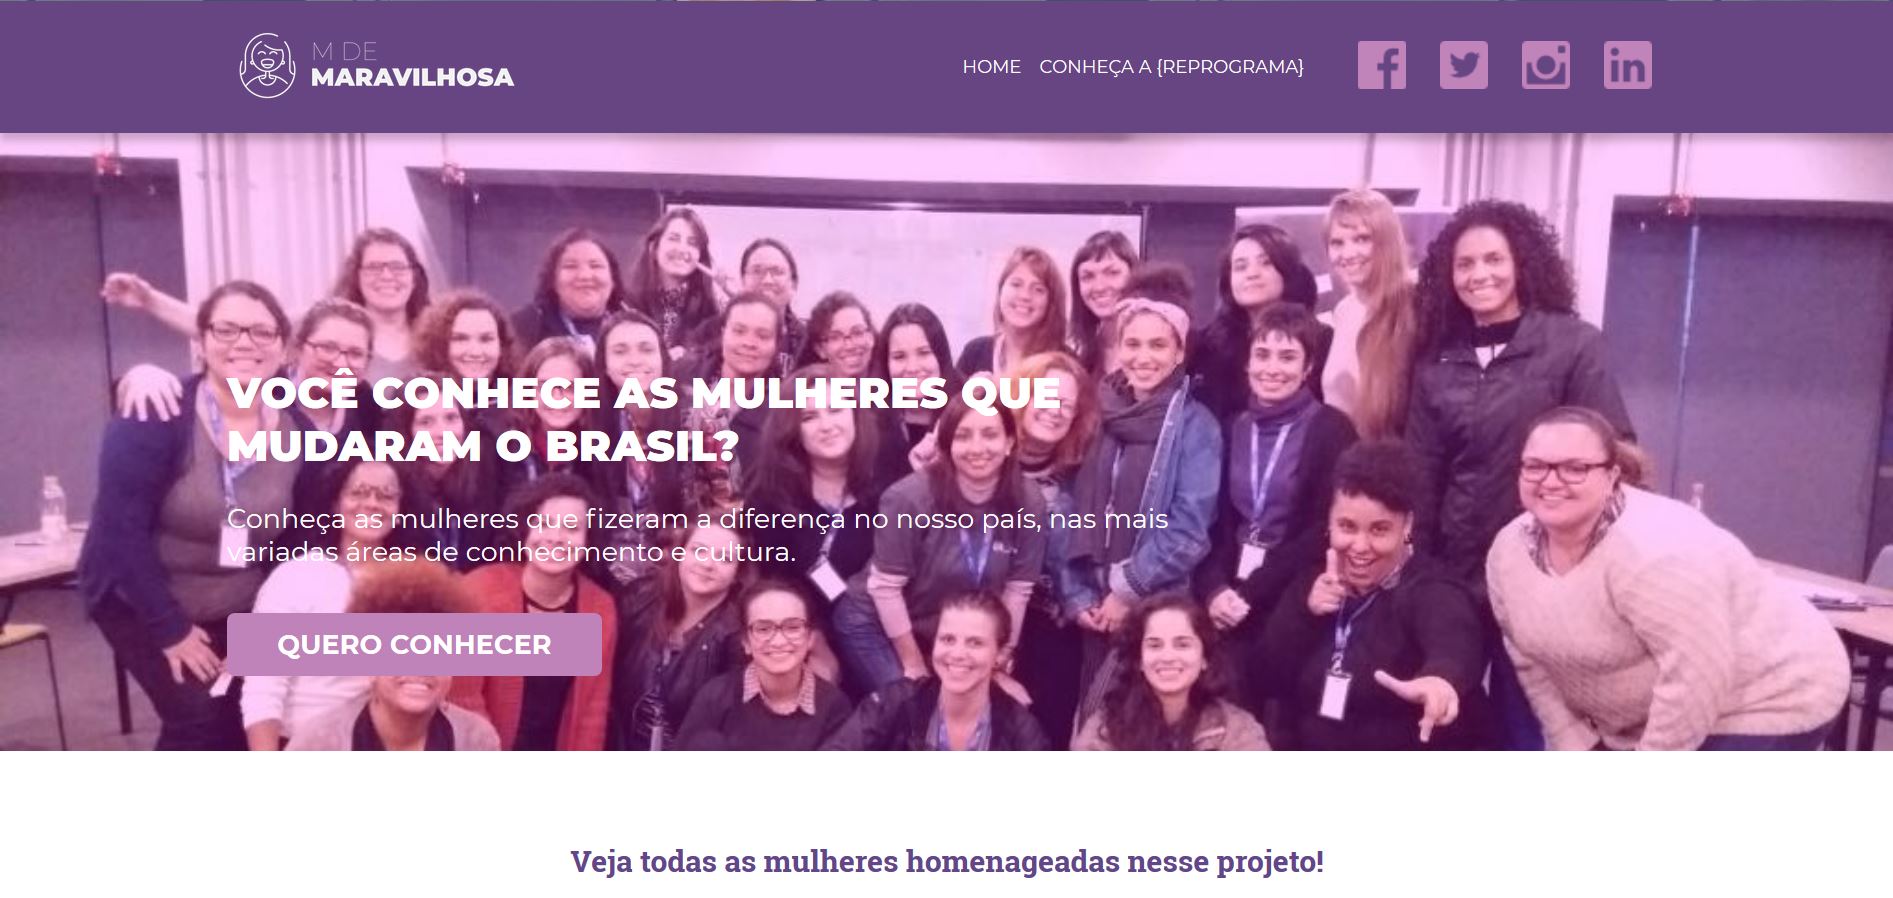 M DE
MARAVILHOSA
HOME CONHEÇA A {REPROGRAMA}
VOCÊ CONHECE AS MULHERES QUE
MUDARAM O BRASIL?
Conheça as mulheres que fizeram a diferença no nosso país, nas mais
variadas áreas de conhecimento e cultura.
QUERO CONHECER
Veja todas as mulheres homenageadas nesse projeto!